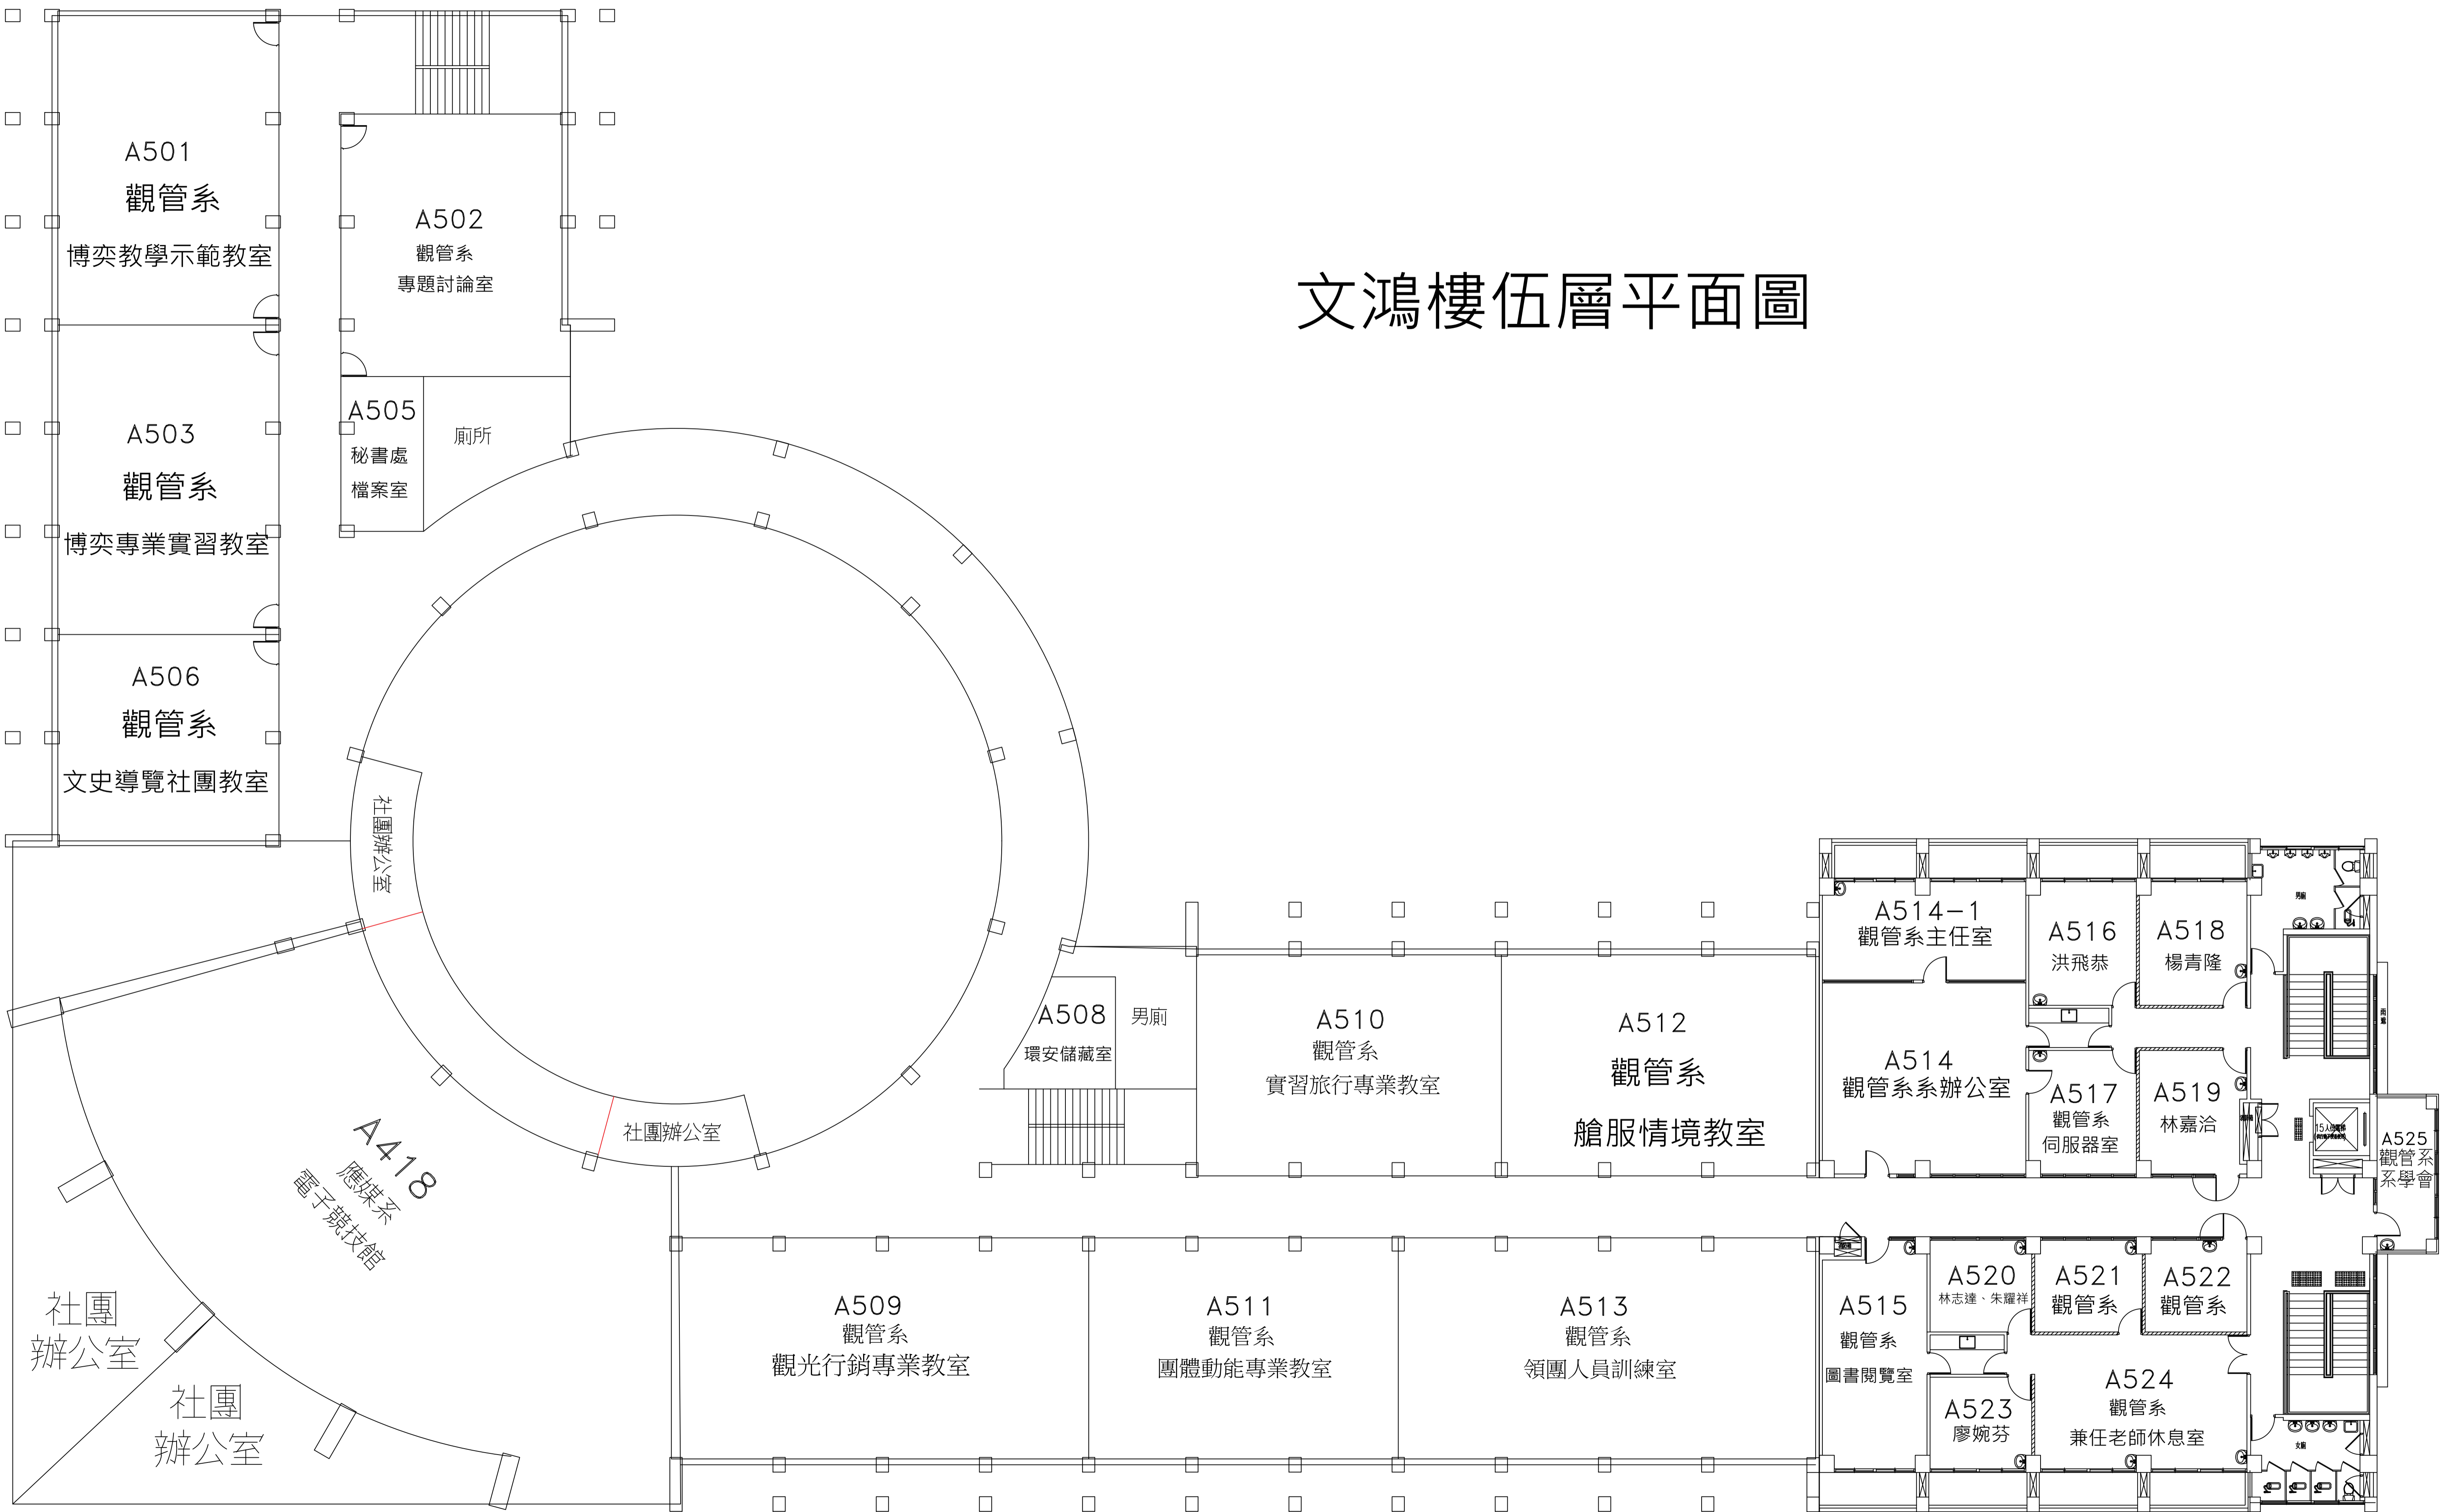 文鴻樓伍層平面圖
A501
觀管系
博奕教學示範教室
A502
觀管系
專題討論室
A503
觀管系
博奕專業實習教室
A505
秘書處
檔案室
廁所
A506
觀管系
文史導覽社團教室
社團辦公室
社團辦公室
A418
應媒系
電子競技館
社團
辦公室
社團
辦公室
A508
環安儲藏室
男廁
A510
觀管系
實習旅行專業教室
A512
觀管系
艙服情境教室
A509
觀管系
觀光行銷專業教室
A511
觀管系
團體動能專業教室
A513
觀管系
領團人員訓練室
A514-1
觀管系主任室
A514
觀管系系辦公室
A516
洪飛恭
A518
楊青隆
A517
觀管系
伺服器室
A519
林嘉洽
男廁
A525
觀管系
系學會
A515
觀管系
圖書閱覽室
A520
林志達、朱耀祥
A521
觀管系
A522
觀管系
A523
廖婉芬
A524
觀管系
兼任老師休息室
女廁